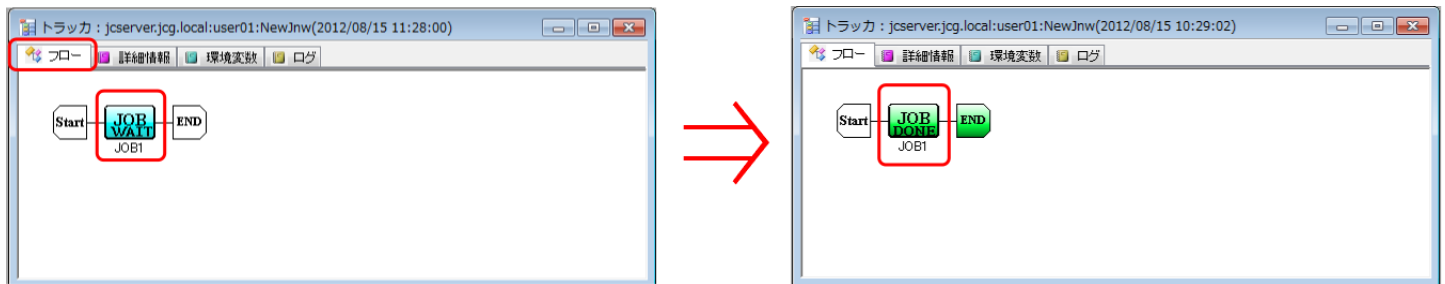 トラッカ : jcserver.jcg.local:user01:NewJnw(2012/08/15 11:28:00)
フロー 詳細情報 環境変数 ログ
Start JOB WAIT END
JOB1
トラッカ : jcserver.jcg.local:user01:NewJnw(2012/08/15 10:29:02)
フロー 詳細情報 環境変数 ログ
Start JOB DONE END
JOB1